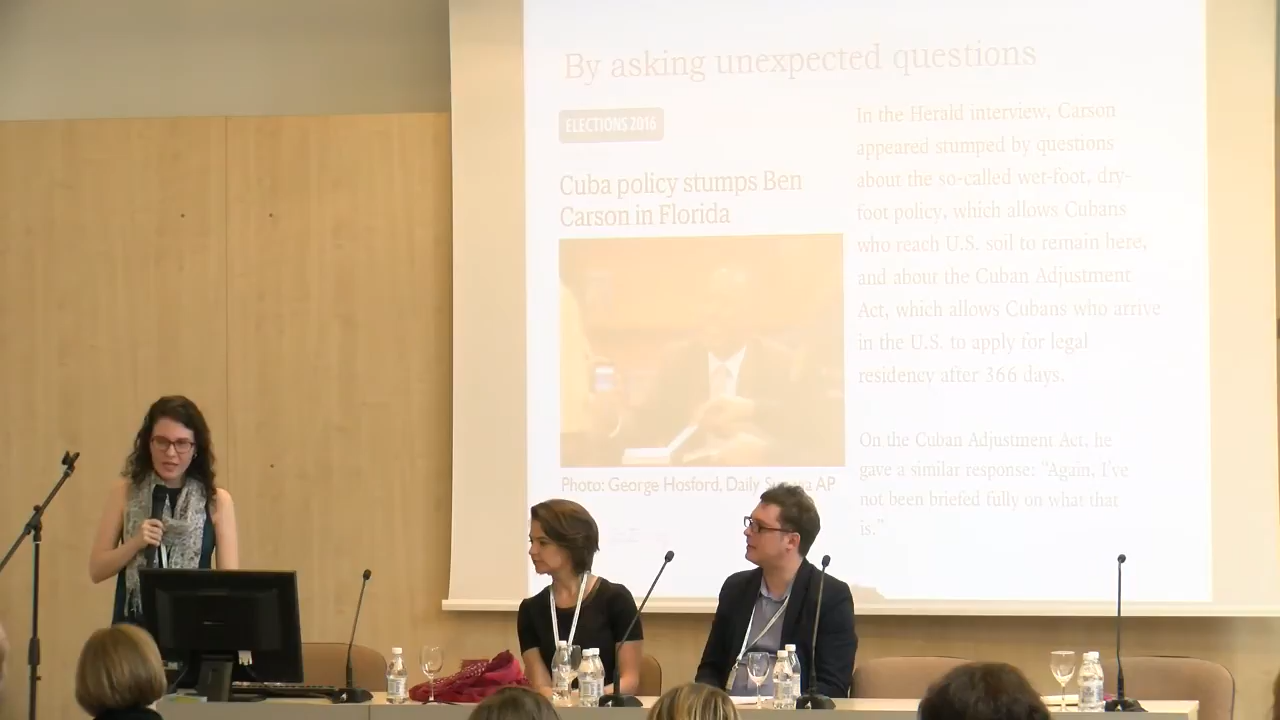 By asking unexpected questions
ELECTIONS 2016
Cuba policy stumps Ben
Carson in Florida
Photo: George Hosford, Daily AP
In the Herald interview, Carson
appeared stumped by questions
about the so-called wet-foot, dry-
foot policy, which allows Cubans
who reach U.S. soil to remain here,
and about the Cuban Adjustment
Act, which allows Cubans who arrive
in the U.S. to apply for legal
residency after 366 days.
On the Cuban Adjustment Act, he
gave a similar response: “Again, I’ve
not been briefed fully on what that
is.”